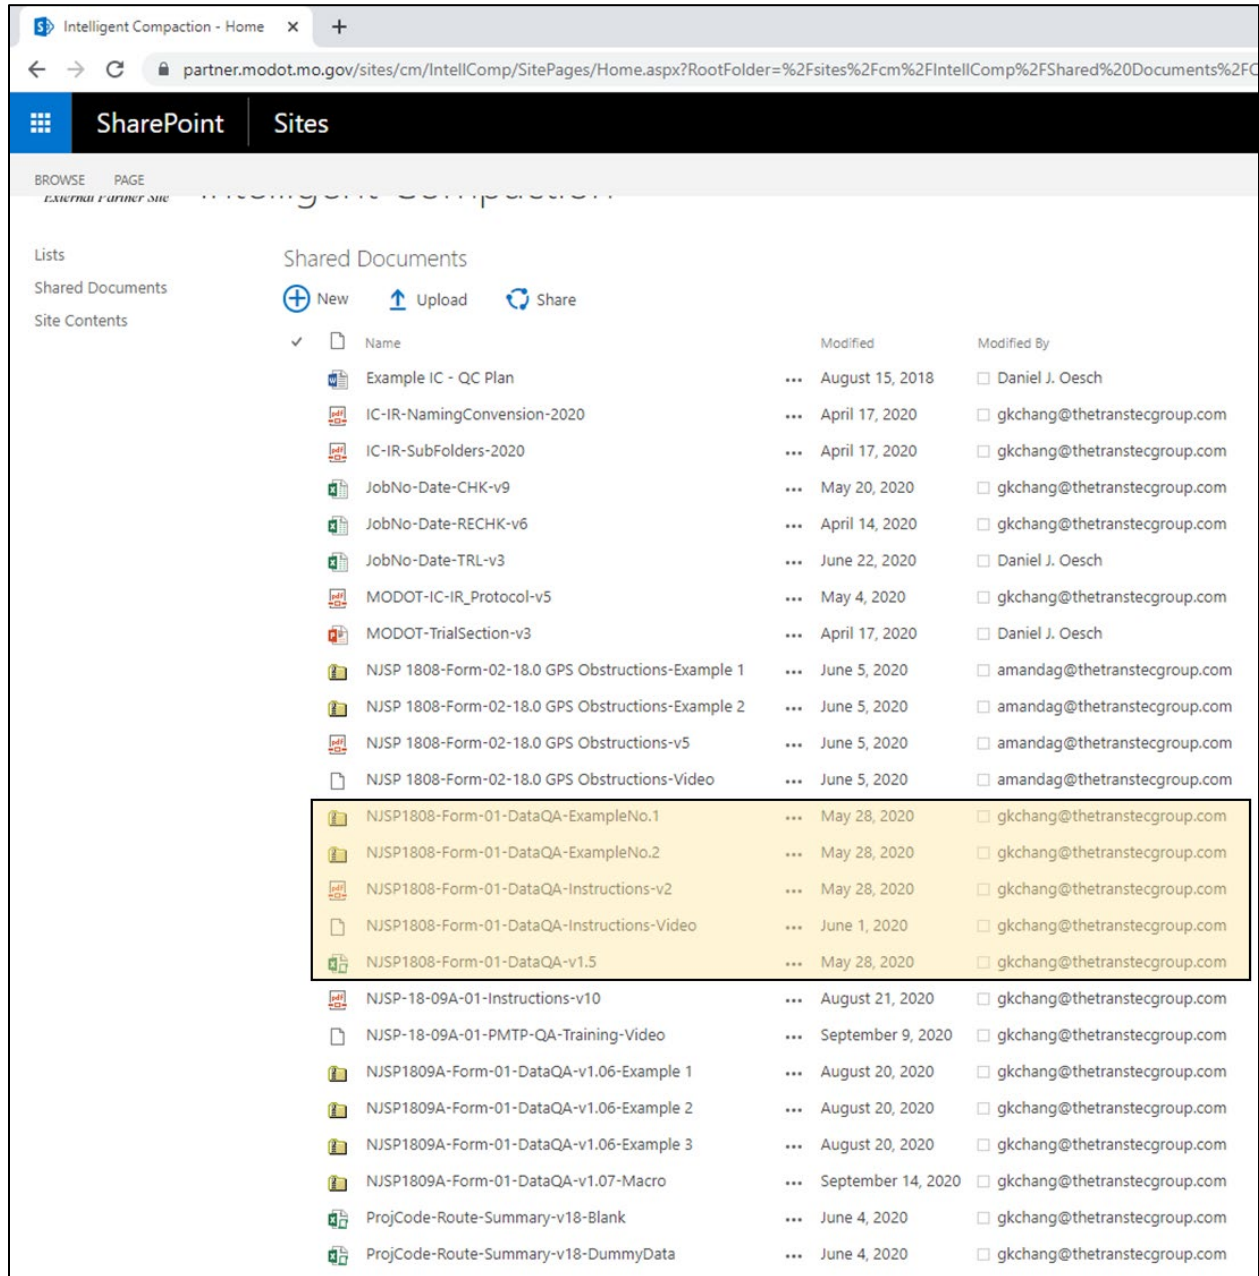 Intelligent Compaction - Home
partner.modot.mo.gov/sites/cm/IntellComp/SitePages/Home.aspx?RootFolder=%2Fsites%2Fcm%2FIntellComp%2FShared%20Documents%2FC
SharePoint Sites
BROWSE PAGE
External Partner Site Intelligent Compaction
Lists
Shared Documents
Site Contents
Shared Documents
New Upload Share
Name Modified Modified By
Example IC - QC Plan ... August 15, 2018 Daniel J. Oesch
IC-IR-NamingConvension-2020 ... April 17, 2020 gkchang@thetranstecgroup.com
IC-IR-SubFolders-2020 ... April 17, 2020 gkchang@thetranstecgroup.com
JobNo-Date-CHK-v9 ... May 20, 2020 gkchang@thetranstecgroup.com
JobNo-Date-RECHK-v6 ... April 14, 2020 gkchang@thetranstecgroup.com
JobNo-Date-TRL-v3 ... June 22, 2020 Daniel J. Oesch
MODOT-IC-IR_Protocol-v5 ... May 4, 2020 gkchang@thetranstecgroup.com
MODOT-TrialSection-v3 ... April 17, 2020 Daniel J. Oesch
NJSP 1808-Form-02-18.0 GPS Obstructions-Example 1 ... June 5, 2020 amandag@thetranstecgroup.com
NJSP 1808-Form-02-18.0 GPS Obstructions-Example 2 ... June 5, 2020 amandag@thetranstecgroup.com
NJSP 1808-Form-02-18.0 GPS Obstructions-v5 ... June 5, 2020 amandag@thetranstecgroup.com
NJSP 1808-Form-02-18.0 GPS Obstructions-Video ... June 5, 2020 amandag@thetranstecgroup.com
NJSP1808-Form-01-DataQA-ExampleNo.1 ... May 28, 2020 gkchang@thetranstecgroup.com
NJSP1808-Form-01-DataQA-ExampleNo.2 ... May 28, 2020 gkchang@thetranstecgroup.com
NJSP1808-Form-01-DataQA-Instructions-v2 ... May 28, 2020 gkchang@thetranstecgroup.com
NJSP1808-Form-01-DataQA-Instructions-Video ... June 1, 2020 gkchang@thetranstecgroup.com
NJSP1808-Form-01-DataQA-v1.5 ... May 28, 2020 gkchang@thetranstecgroup.com
NJSP-18-09A-01-Instructions-v10 ... August 21, 2020 gkchang@thetranstecgroup.com
NJSP-18-09A-01-PMTP-QA-Training-Video ... September 9, 2020 gkchang@thetranstecgroup.com
NJSP1809A-Form-01-DataQA-v1.06-Example 1 ... August 20, 2020 gkchang@thetranstecgroup.com
NJSP1809A-Form-01-DataQA-v1.06-Example 2 ... August 20, 2020 gkchang@thetranstecgroup.com
NJSP1809A-Form-01-DataQA-v1.06-Example 3 ... August 20, 2020 gkchang@thetranstecgroup.com
NJSP1809A-Form-01-DataQA-v1.07-Macro ... September 14, 2020 gkchang@thetranstecgroup.com
ProjCode-Route-Summary-v18-Blank ... June 4, 2020 gkchang@thetranstecgroup.com
ProjCode-Route-Summary-v18-DummyData ... June 4, 2020 gkchang@thetranstecgroup.com